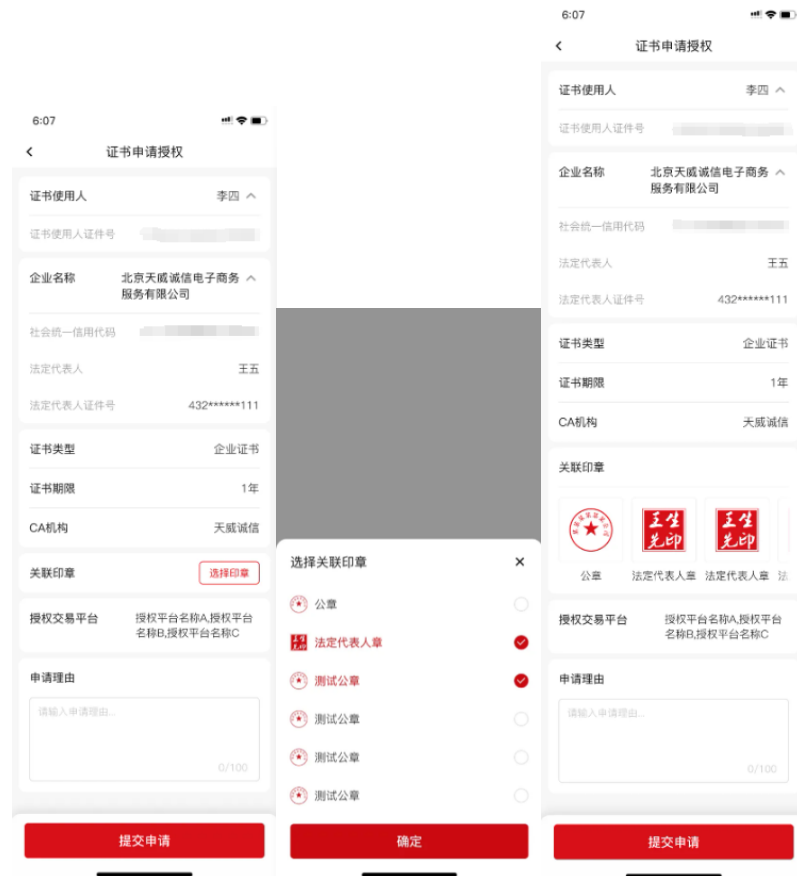 6:07
证书申请授权
证书使用人 李四
证书使用人证件号
企业名称 北京天威诚信电子商务
服务有限公司
社会统一信用代码
法定代表人 王五
法定代表人证件号 432******111
证书类型 企业证书
证书期限 1年
CA机构 天威诚信
关联印章 选择印章
授权交易平台 授权平台名称A,授权平台
名称B,授权平台名称C
申请理由
请输入申请理由...
0/100
提交申请
选择关联印章
公章
法定代表人章
测试公章
测试公章
测试公章
测试公章
确定
6:07
证书申请授权
证书使用人 李四
证书使用人证件号
企业名称 北京天威诚信电子商务
服务有限公司
社会统一信用代码
法定代表人 王五
法定代表人证件号 432******111
证书类型 企业证书
证书期限 1年
CA机构 天威诚信
关联印章
王生
先印
王生
先印
公章 法定代表人章 法定代表人章 法
授权交易平台 授权平台名称A,授权平台
名称B,授权平台名称C
申请理由
请输入申请理由...
0/100
提交申请